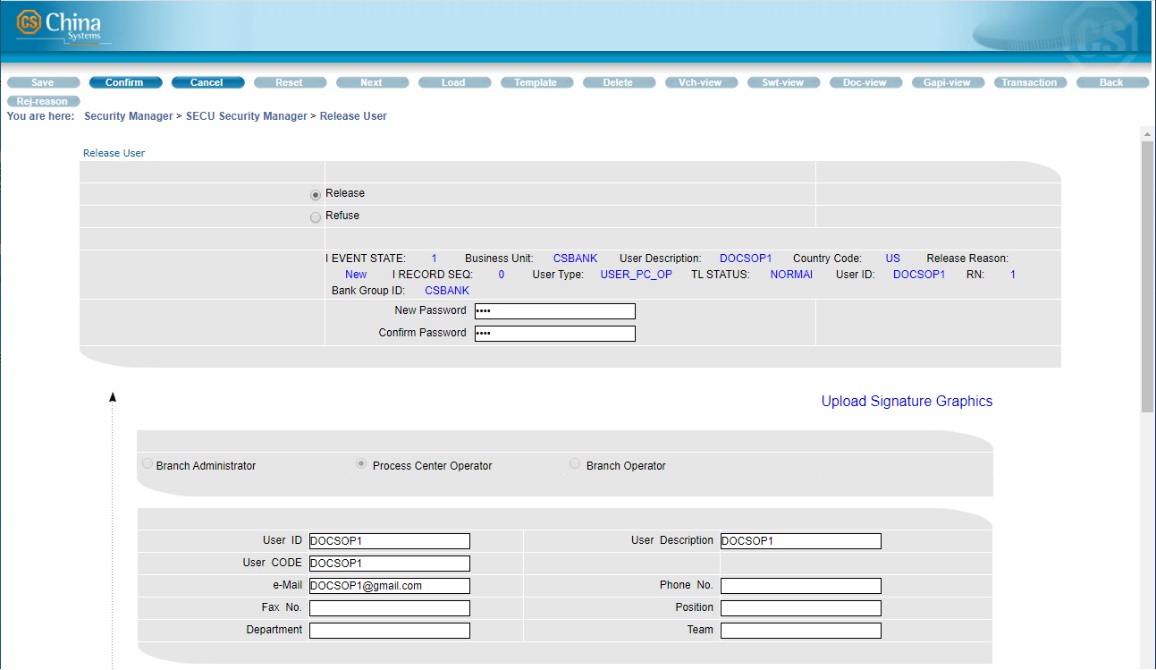 CS China
Systems
CSI
Save Confirm Cancel Reset Next Load Template Delete Vch-view Swt-view Doc-view Gapi-view Transaction Back
Rej-reason
You are here: Security Manager > SECU Security Manager > Release User
Release User
Release
Refuse
I EVENT STATE: 1 Business Unit: CSBANK User Description: DOCSOP1 Country Code: US Release Reason:
New I RECORD SEQ: 0 User Type: USER_PC_OP TL STATUS: NORMAl User ID: DOCSOP1 RN: 1
Bank Group ID: CSBANK
New Password ••••
Confirm Password ••••
Upload Signature Graphics
Branch Administrator Process Center Operator Branch Operator
User ID DOCSOP1 User Description DOCSOP1
User CODE DOCSOP1
e-Mail DOCSOP1@gmail.com Phone No.
Fax No. Position
Department Team